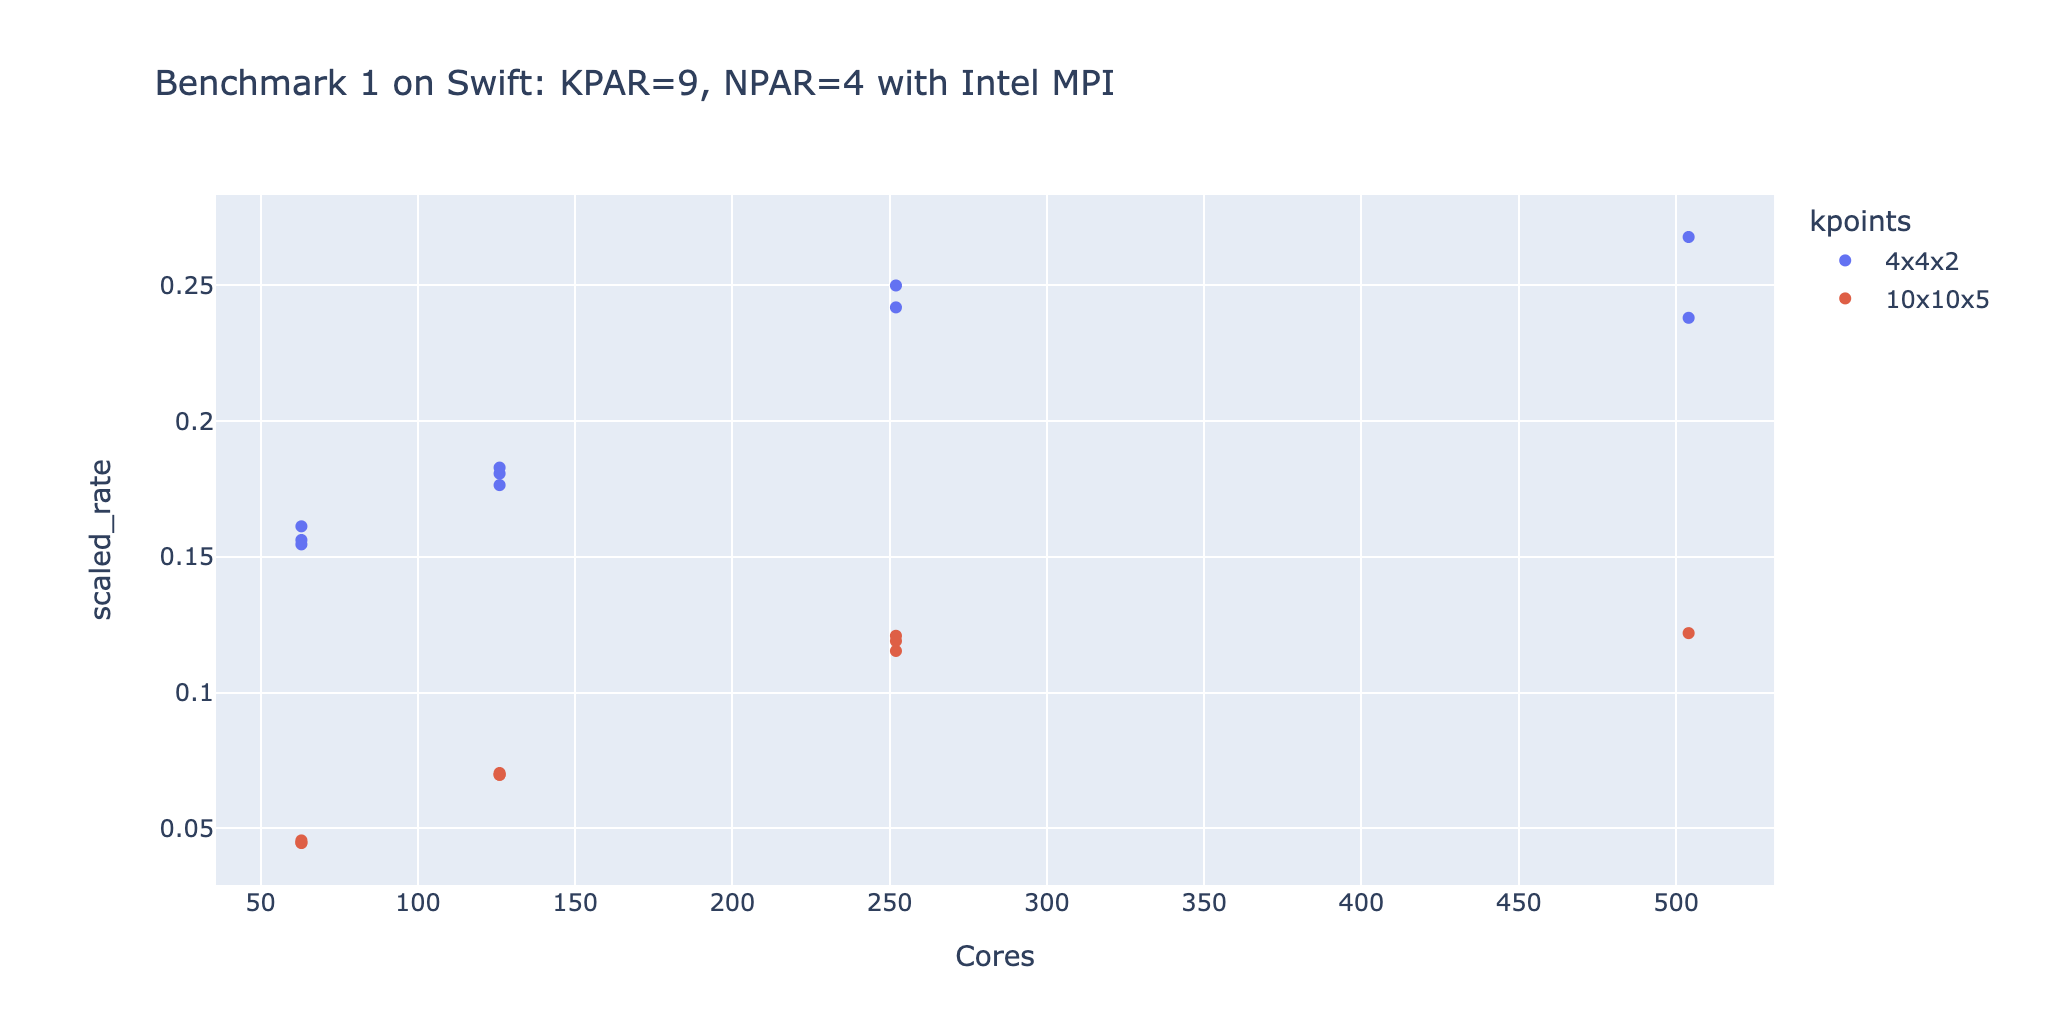 Benchmark 1 on Swift: KPAR=9, NPAR=4 with Intel MPI
kpoints
4x4x2
10x10x5
scaled_rate
0.25
0.2
0.15
0.1
0.05
50 100 150 200 250 300 350 400 450 500
Cores